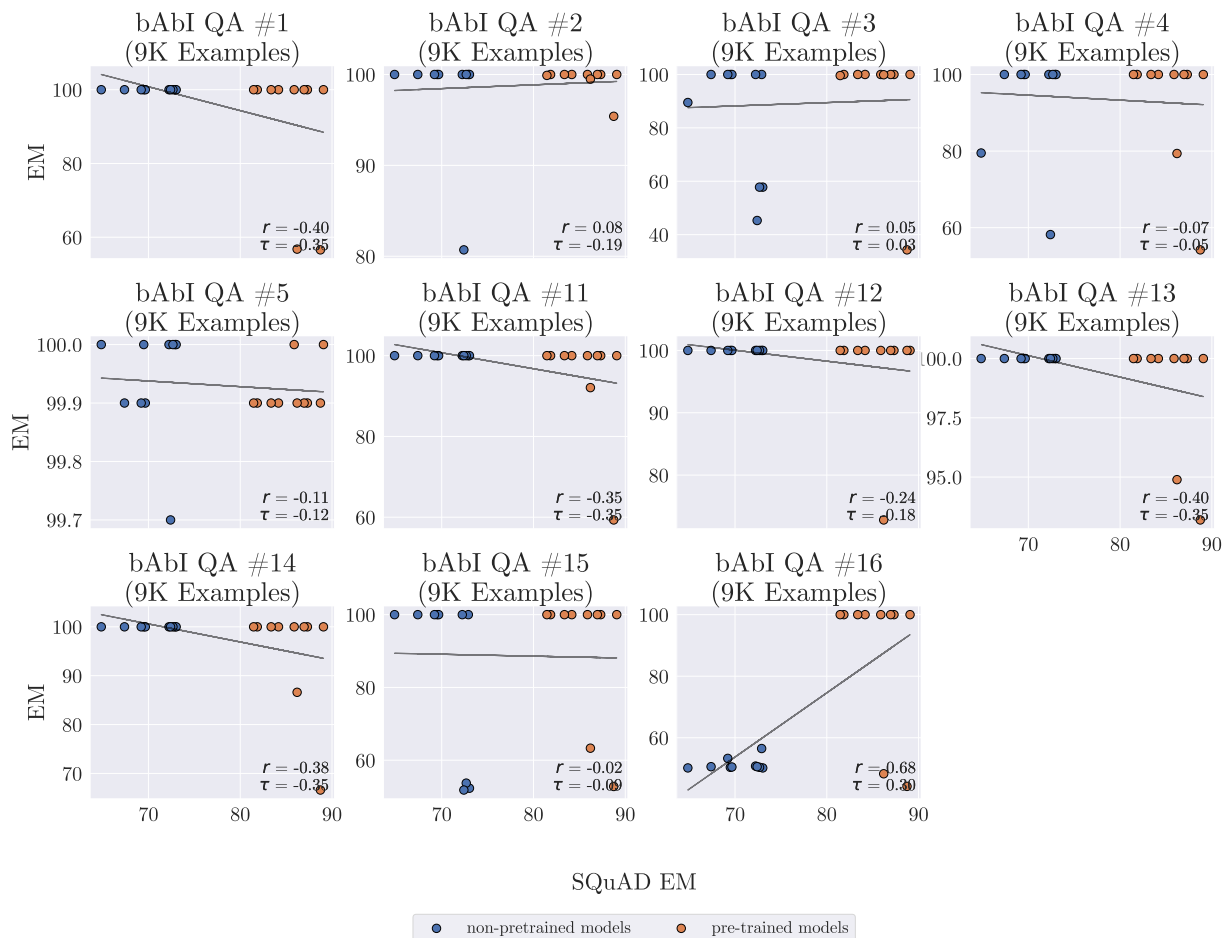 bAbI QA #1
(9K Examples)
bAbI QA #2
(9K Examples)
bAbI QA #3
(9K Examples)
bAbI QA #4
(9K Examples)
EM
100
80
60
r = -0.40
τ = -0.35
100
90
80
r = 0.08
τ = -0.19
100
80
60
40
r = 0.05
τ = 0.03
100
80
60
r = -0.07
τ = -0.05
bAbI QA #5
(9K Examples)
bAbI QA #11
(9K Examples)
bAbI QA #12
(9K Examples)
bAbI QA #13
(9K Examples)
EM
100.0
99.9
99.8
99.7
r = -0.11
τ = -0.12
100
80
60
r = -0.35
τ = -0.35
100
90
80
r = -0.24
τ = -0.18
100.0
97.5
95.0
r = -0.40
τ = -0.35
70 80 90
bAbI QA #14
(9K Examples)
bAbI QA #15
(9K Examples)
bAbI QA #16
(9K Examples)
EM
100
90
80
70
r = -0.38
τ = -0.35
70 80 90
100
80
60
r = -0.02
τ = -0.09
70 80 90
100
80
60
r = 0.68
τ = 0.30
70 80 90
SQuAD EM
non-pretrained models pre-trained models